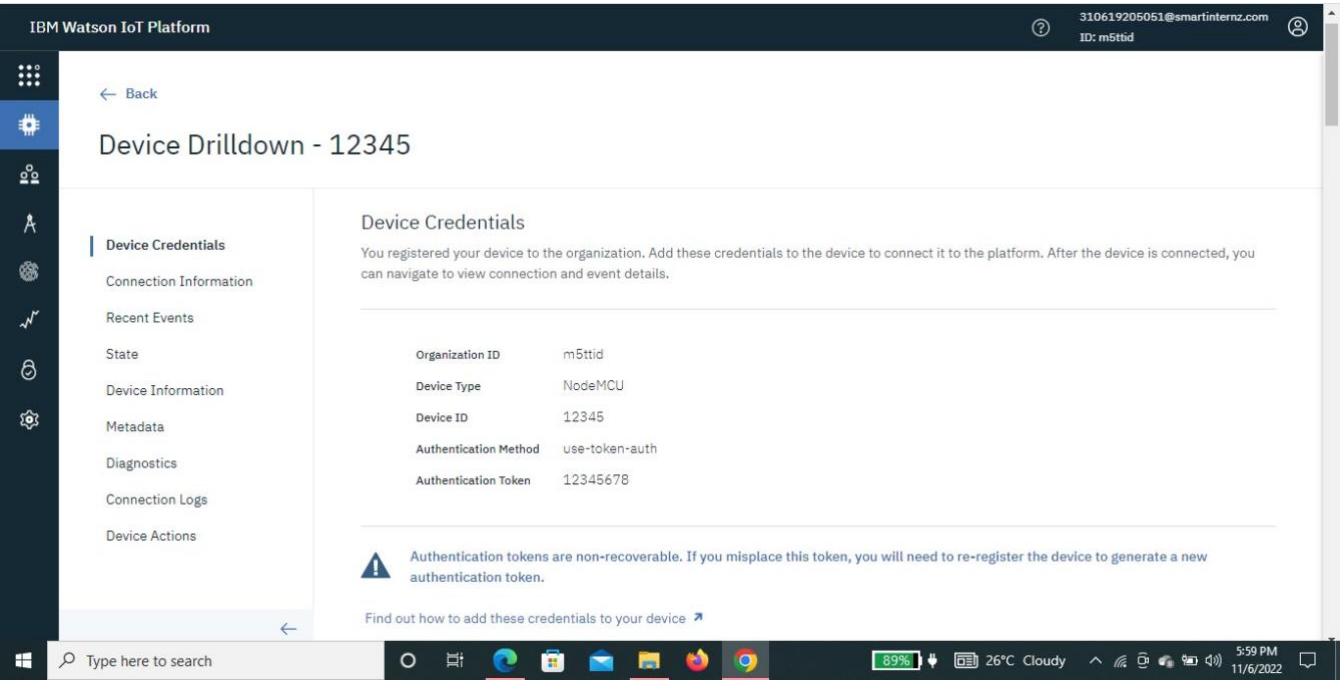 IBM Watson IoT Platform
310619205051@smartinternz.com
ID: m5ttid
← Back
Device Drilldown - 12345
Device Credentials
Connection Information
Recent Events
State
Device Information
Metadata
Diagnostics
Connection Logs
Device Actions
Device Credentials
You registered your device to the organization. Add these credentials to the device to connect it to the platform. After the device is connected, you
can navigate to view connection and event details.
Organization ID m5ttid
Device Type NodeMCU
Device ID 12345
Authentication Method use-token-auth
Authentication Token 12345678
Authentication tokens are non-recoverable. If you misplace this token, you will need to re-register the device to generate a new
authentication token.
Find out how to add these credentials to your device
Type here to search
89%
26°C Cloudy
5:59 PM
11/6/2022